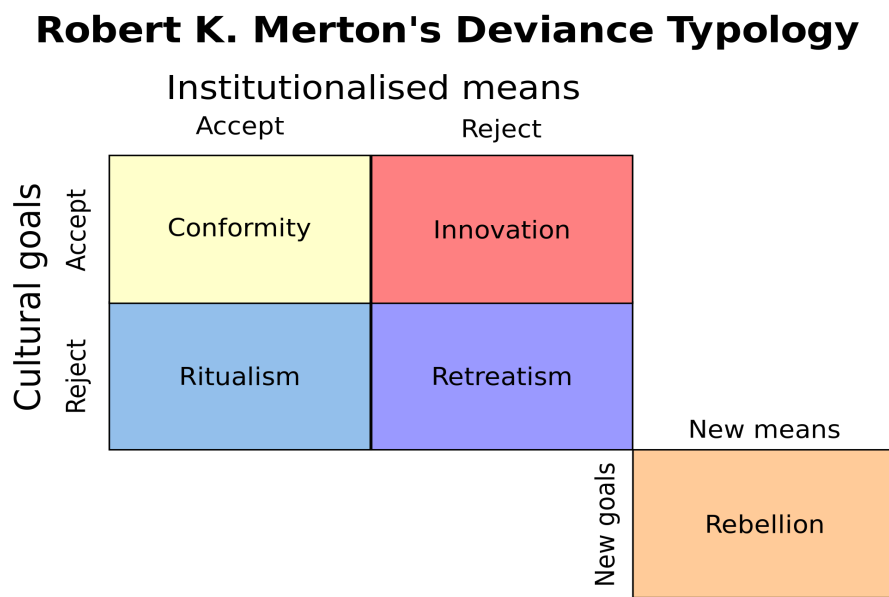 Robert K. Merton's Deviance Typology
Institutionalised means
Accept
Reject
Cultural goals
Accept
Conformity
Innovation
Reject
Ritualism
Retreatism
New means
New goals
Rebellion